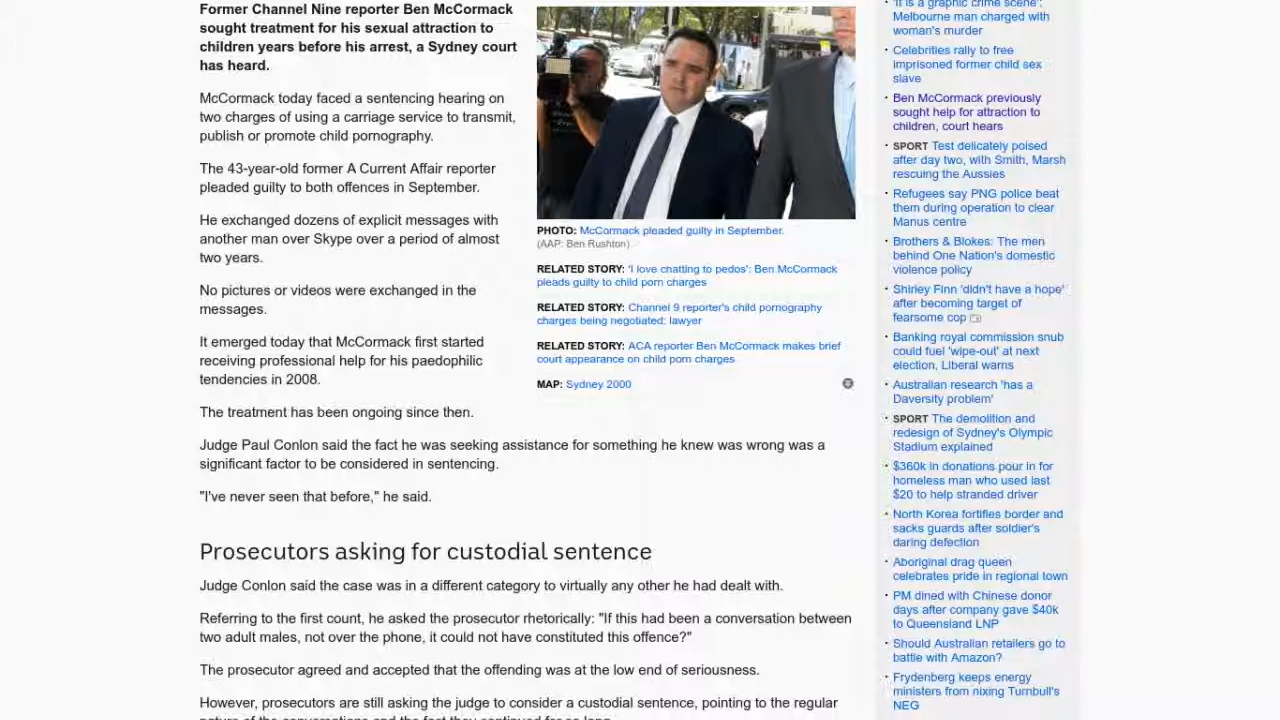 Former Channel Nine reporter Ben McCormack
sought treatment for his sexual attraction to
children years before his arrest, a Sydney court
has heard.
McCormack today faced a sentencing hearing on
two charges of using a carriage service to transmit,
publish or promote child pornography.
The 43-year-old former A Current Affair reporter
pleaded guilty to both offences in September.
He exchanged dozens of explicit messages with
another man over Skype over a period of almost
two years.
No pictures or videos were exchanged in the
messages.
It emerged today that McCormack first started
receiving professional help for his paedophilic
tendencies in 2008.
The treatment has been ongoing since then.
Judge Paul Conlon said the fact he was seeking assistance for something he knew was wrong was a
significant factor to be considered in sentencing.
"I've never seen that before," he said.
Prosecutors asking for custodial sentence
Judge Conlon said the case was in a different category to virtually any other he had dealt with.
Referring to the first count, he asked the prosecutor rhetorically: "If this had been a conversation between
two adult males, not over the phone, it could not have constituted this offence?"
The prosecutor agreed and accepted that the offending was at the low end of seriousness.
However, prosecutors are still asking the judge to consider a custodial sentence, pointing to the regular
nature of the conversations and the fact they continued for so long.
PHOTO: McCormack pleaded guilty in September.
(AAP: Ben Rushton)
RELATED STORY: 'I love chatting to pedos': Ben McCormack
pleads guilty to child porn charges
RELATED STORY: Channel 9 reporter's child pornography
charges being negotiated: lawyer
RELATED STORY: ACA reporter Ben McCormack makes brief
court appearance on child porn charges
MAP: Sydney 2000
'It is a graphic crime scene':
Melbourne man charged with
woman's murder
Celebrities rally to free
imprisoned former child sex
slave
Ben McCormack previously
sought help for attraction to
children, court hears
SPORT Test delicately poised
after day two, with Smith, Marsh
rescuing the Aussies
Refugees say PNG police beat
them during operation to clear
Manus centre
Brothers & Blokes: The men
behind One Nation's domestic
violence policy
Shirley Finn 'didn't have a hope'
after becoming target of
fearsome cop
Banking royal commission snub
could fuel 'wipe-out' at next
election, Liberal warns
Australian research 'has a
Daversity problem'
SPORT The demolition and
redesign of Sydney's Olympic
Stadium explained
$360k in donations pour in for
homeless man who used last
$20 to help stranded driver
North Korea fortifies border and
sacks guards after soldier's
daring defection
Aboriginal drag queen
celebrates pride in regional town
PM dined with Chinese donor
days after company gave $40k
to Queensland LNP
Should Australian retailers go to
battle with Amazon?
Frydenberg keeps energy
ministers from nixing Turnbull's
NEG